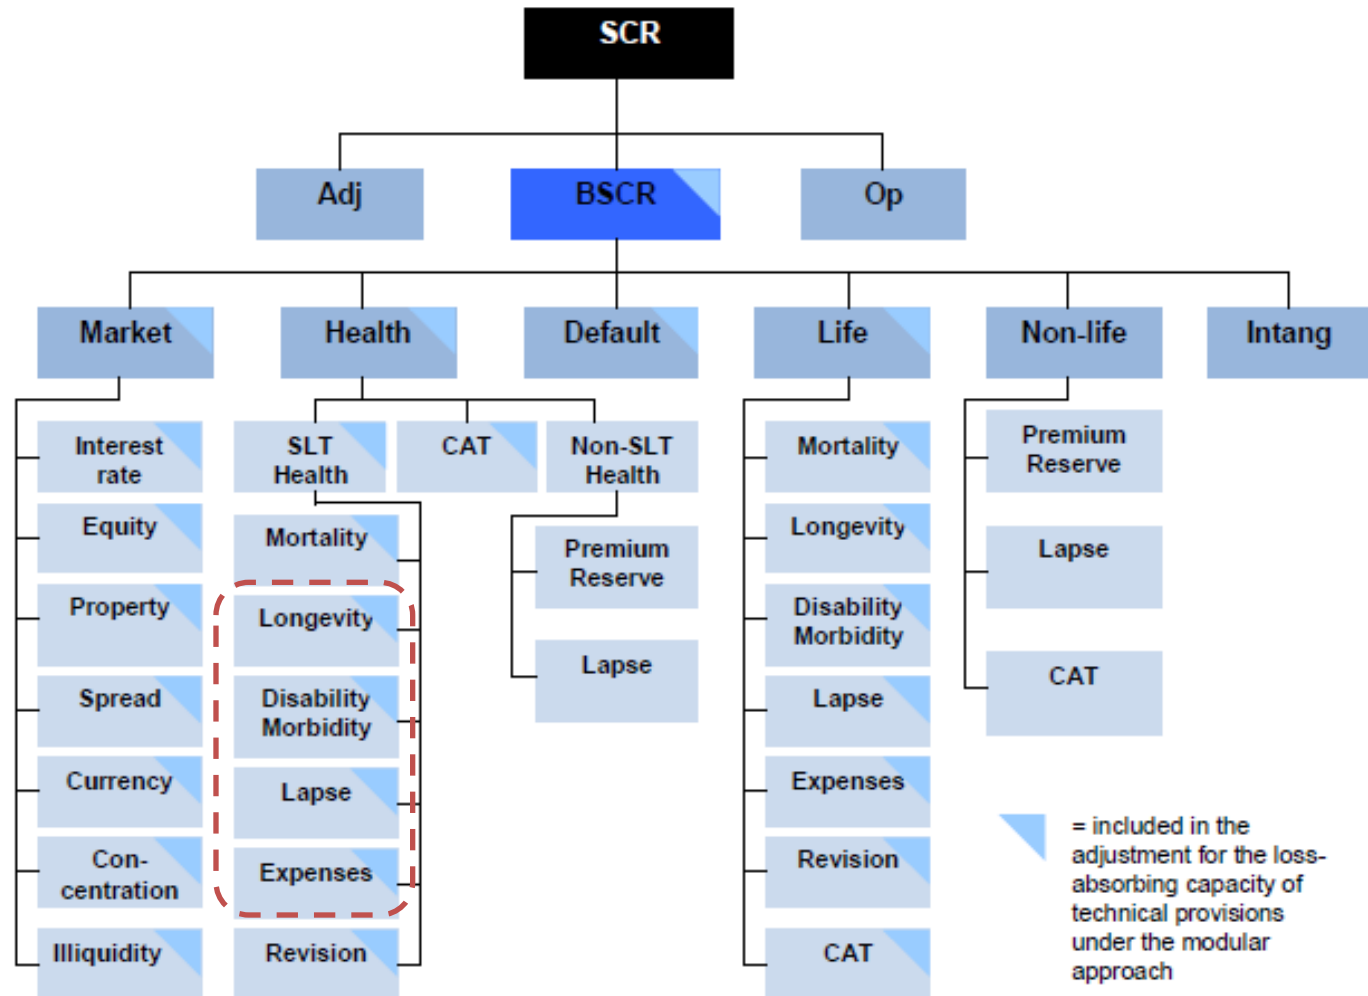 SCR
Adj
BSCR
Op
Market
Health
Default
Life
Non-life
Intang
Interest
rate
Equity
Property
Spread
Currency
Con-
centration
Illiquidity
SLT
Health
CAT
Non-SLT
Health
Mortality
Longevity
Disability
Morbidity
Lapse
Expenses
Revision
Premium
Reserve
Lapse
Mortality
Longevity
Disability
Morbidity
Lapse
Expenses
Revision
CAT
Premium
Reserve
Lapse
CAT
= included in the
adjustment for the loss-
absorbing capacity of
technical provisions
under the modular
approach